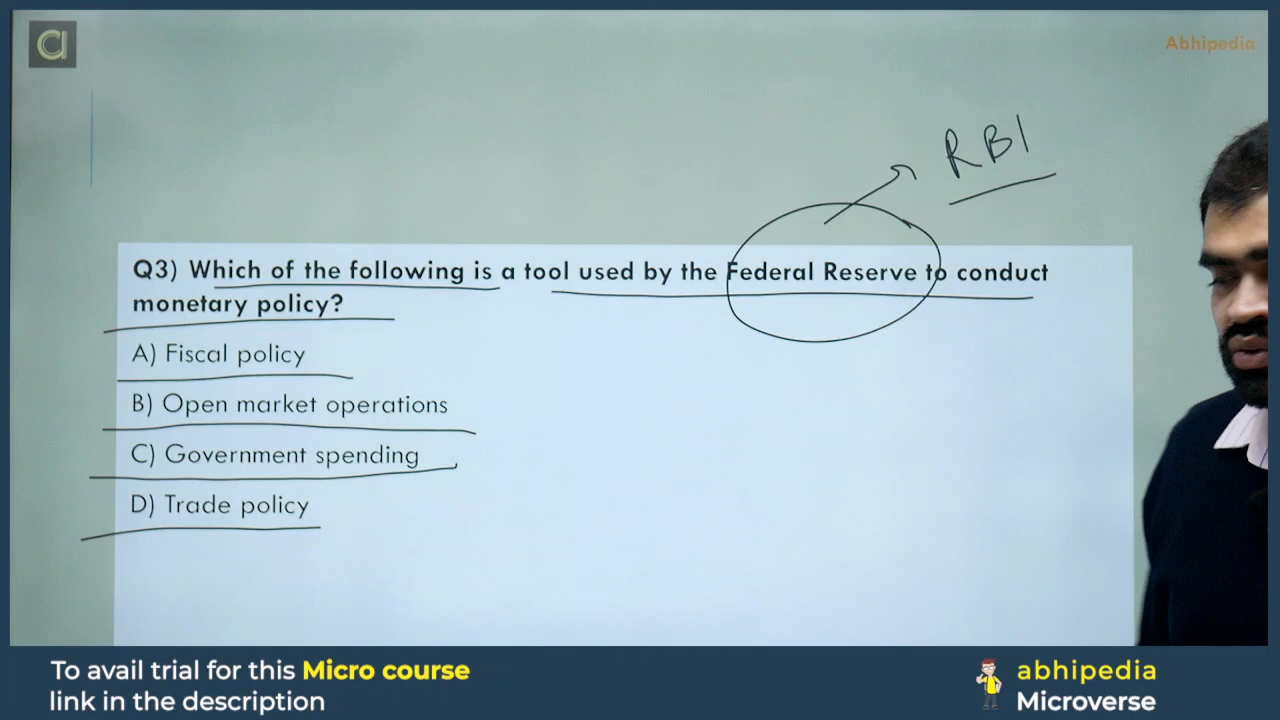 Abhipedia
RBI
Q3) Which of the following is a tool used by the Federal Reserve to conduct
monetary policy?
A) Fiscal policy
B) Open market operations
C) Government spending
D) Trade policy
To avail trial for this Micro course
link in the description
abhipedia
Microverse